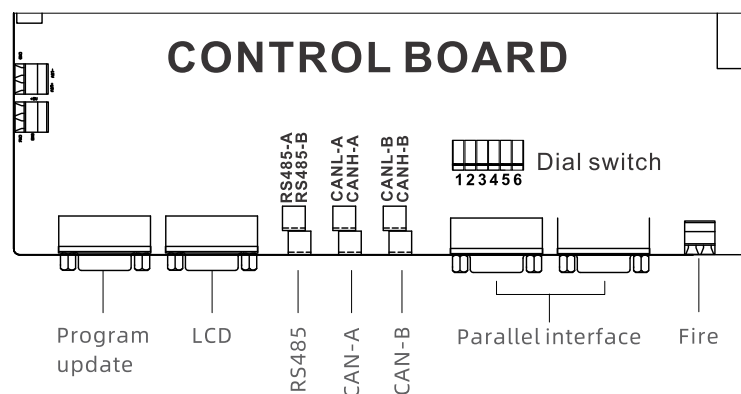 CONTROL BOARD
RS485-A
RS485-B
CANL-A
CANH-A
CANL-B
CANH-B
Dial switch
123456
Program
update
LCD
RS485
CAN-A
CAN-B
Parallel interface
Fire